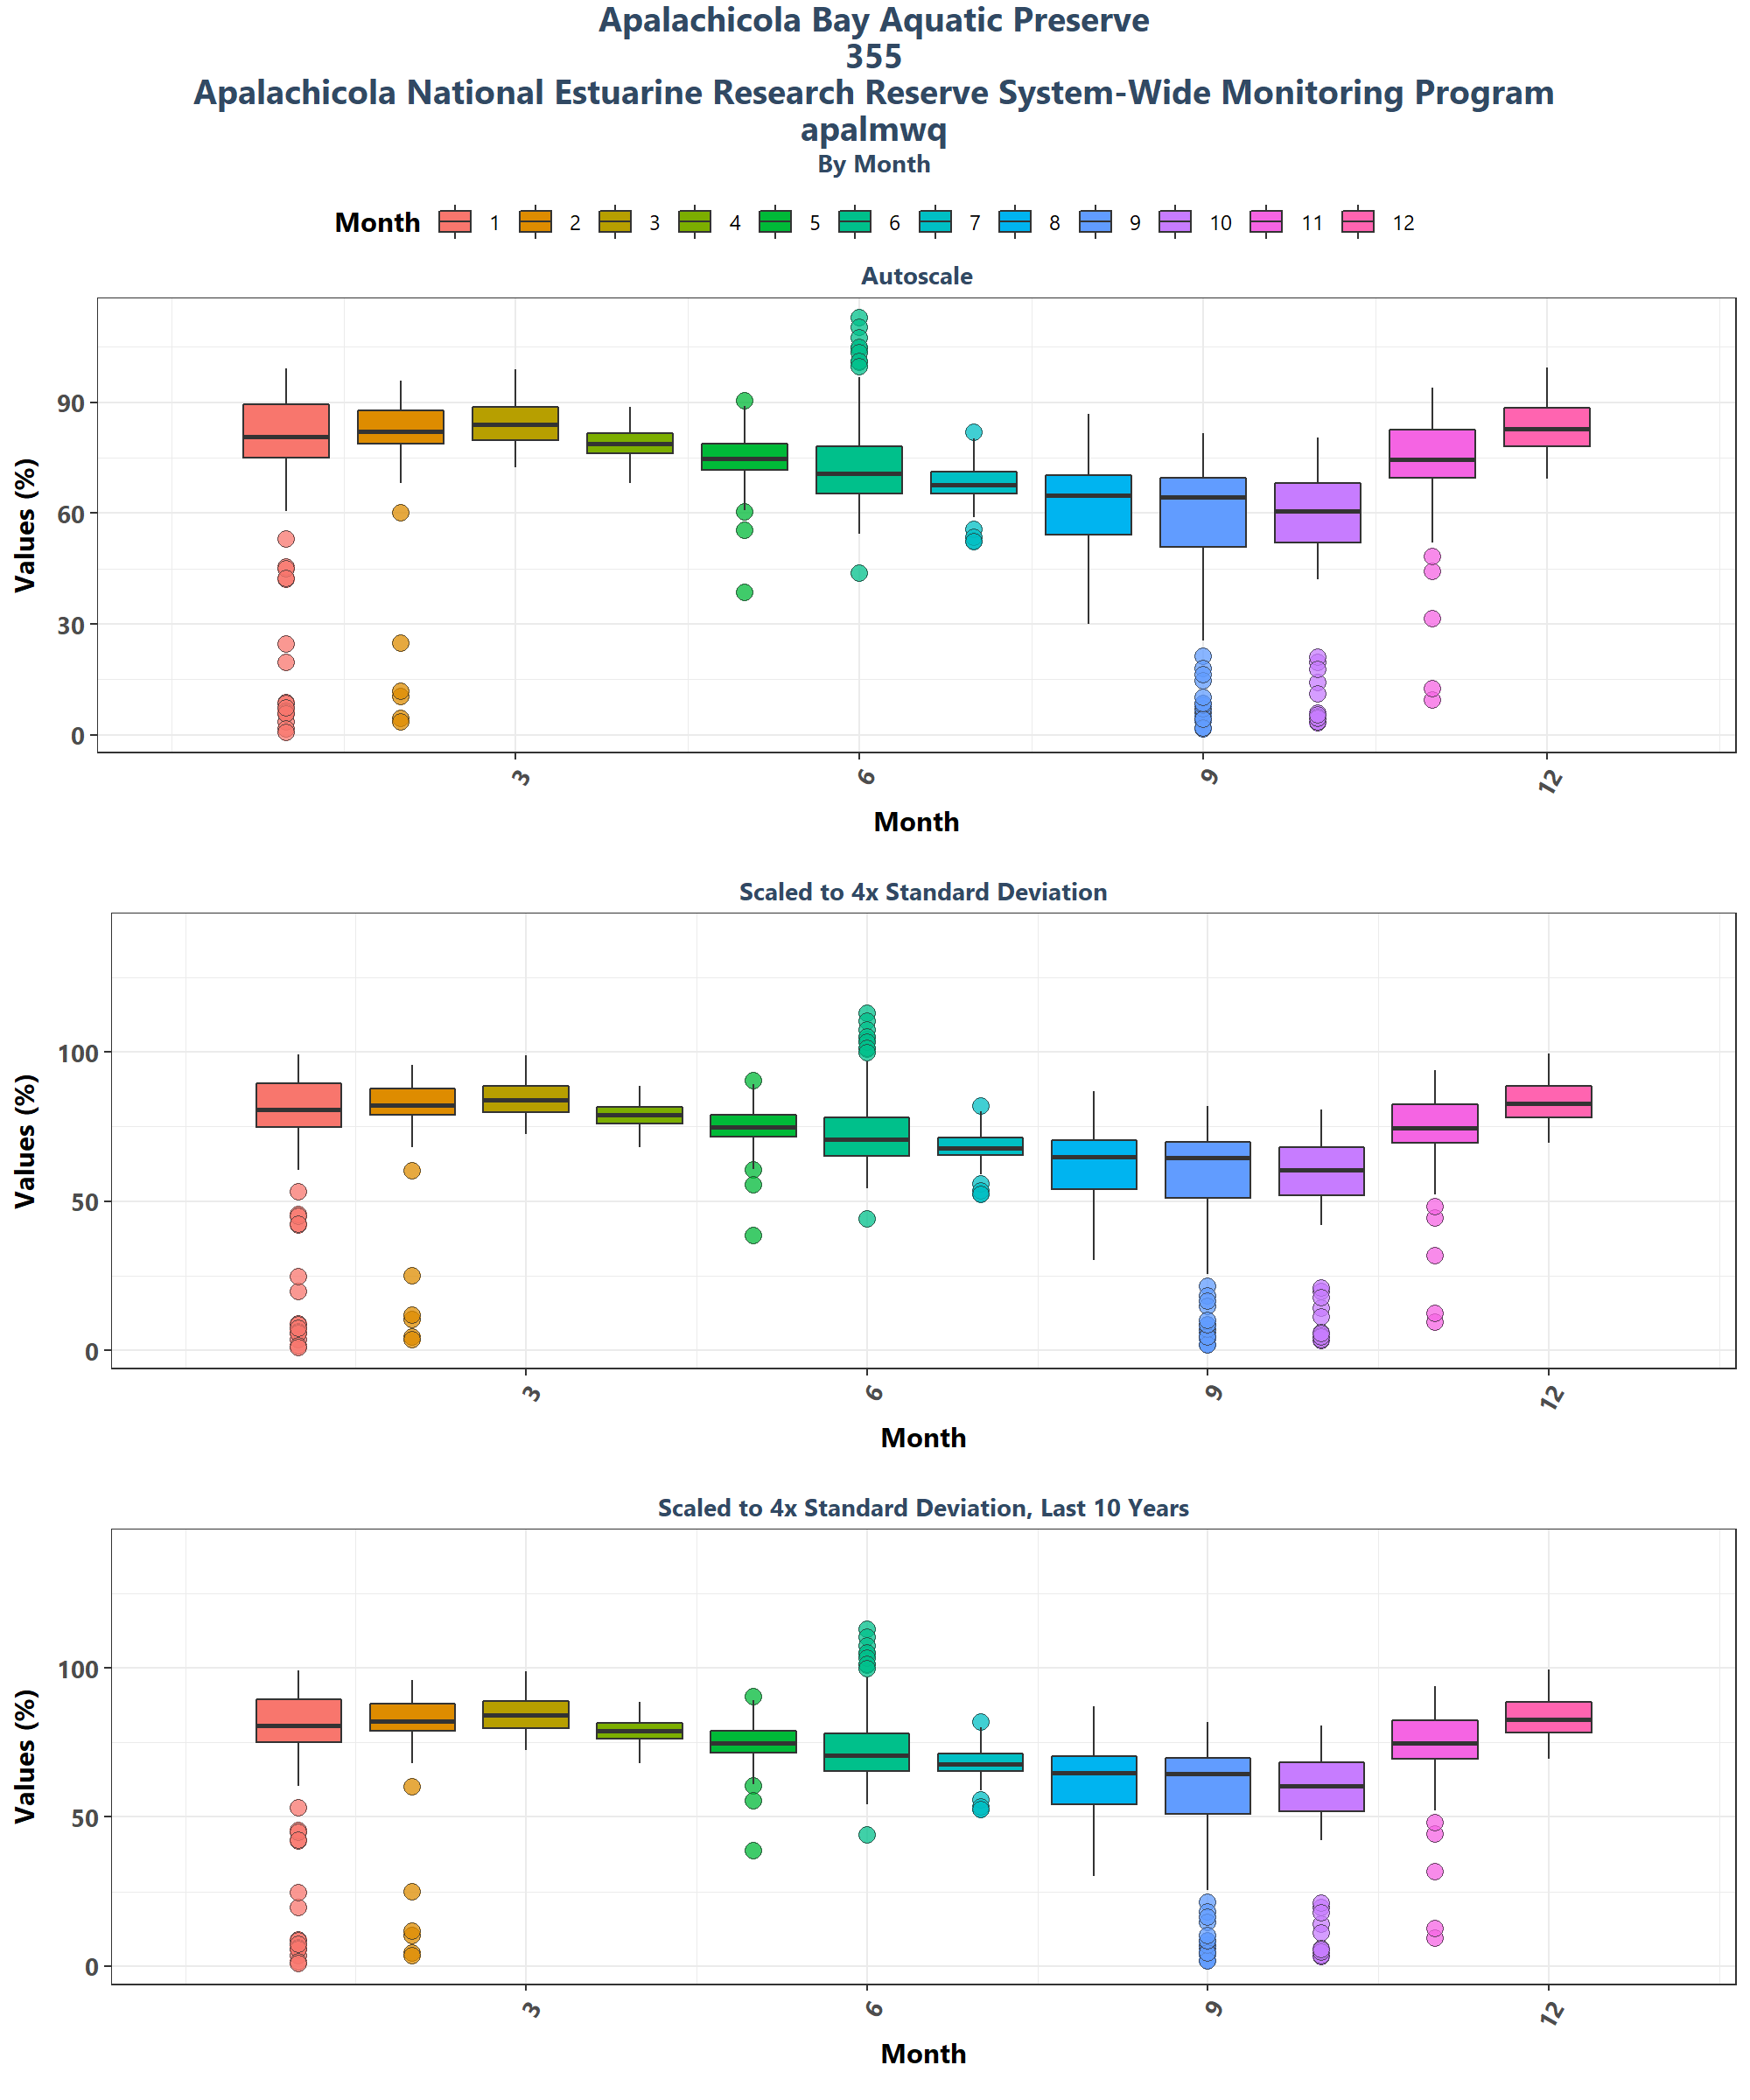 Apalachicola Bay Aquatic Preserve
355
Apalachicola National Estuarine Research Reserve System-Wide Monitoring Program
apalmwq
By Month
Month 1 2 3 4 5 6 7 8 9 10 11 12
Autoscale
Values (%)
90
60
30
0
3 6 9 12
Month
Scaled to 4x Standard Deviation
Values (%)
100
50
0
3 6 9 12
Month
Scaled to 4x Standard Deviation, Last 10 Years
Values (%)
100
50
0
3 6 9 12
Month